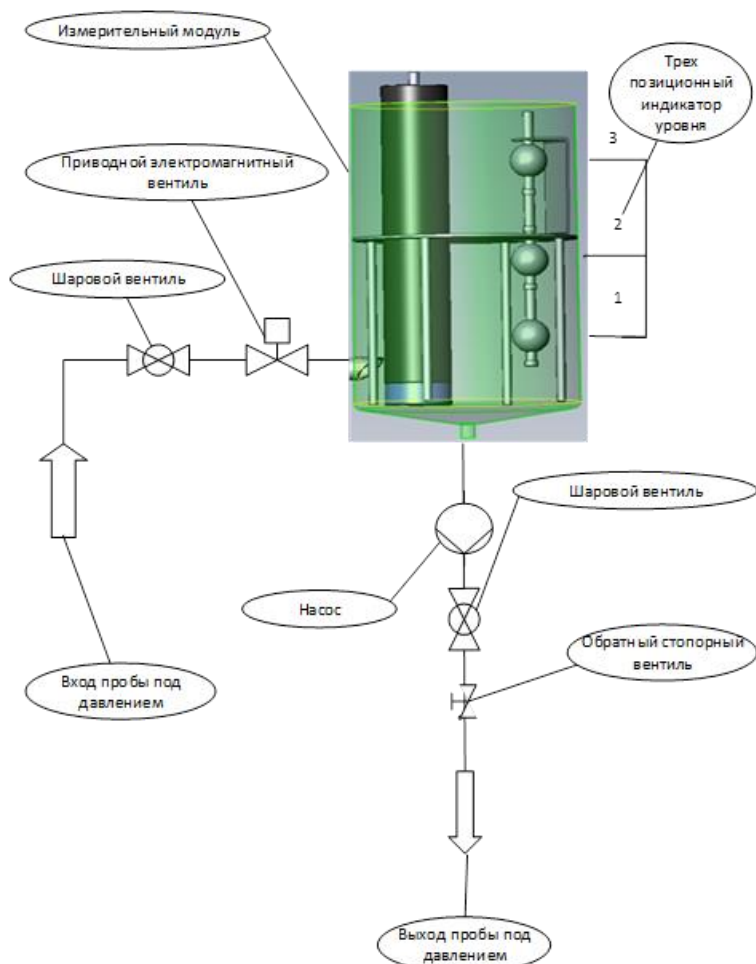 Измерительный модуль
Трех
позиционный
индикатор
уровня
3
Приводной электромагнитный
вентиль
2
Шаровой вентиль
1
Шаровой вентиль
Насос
Обратный стопорный
вентиль
Вход пробы под
давлением
Выход пробы под
давлением